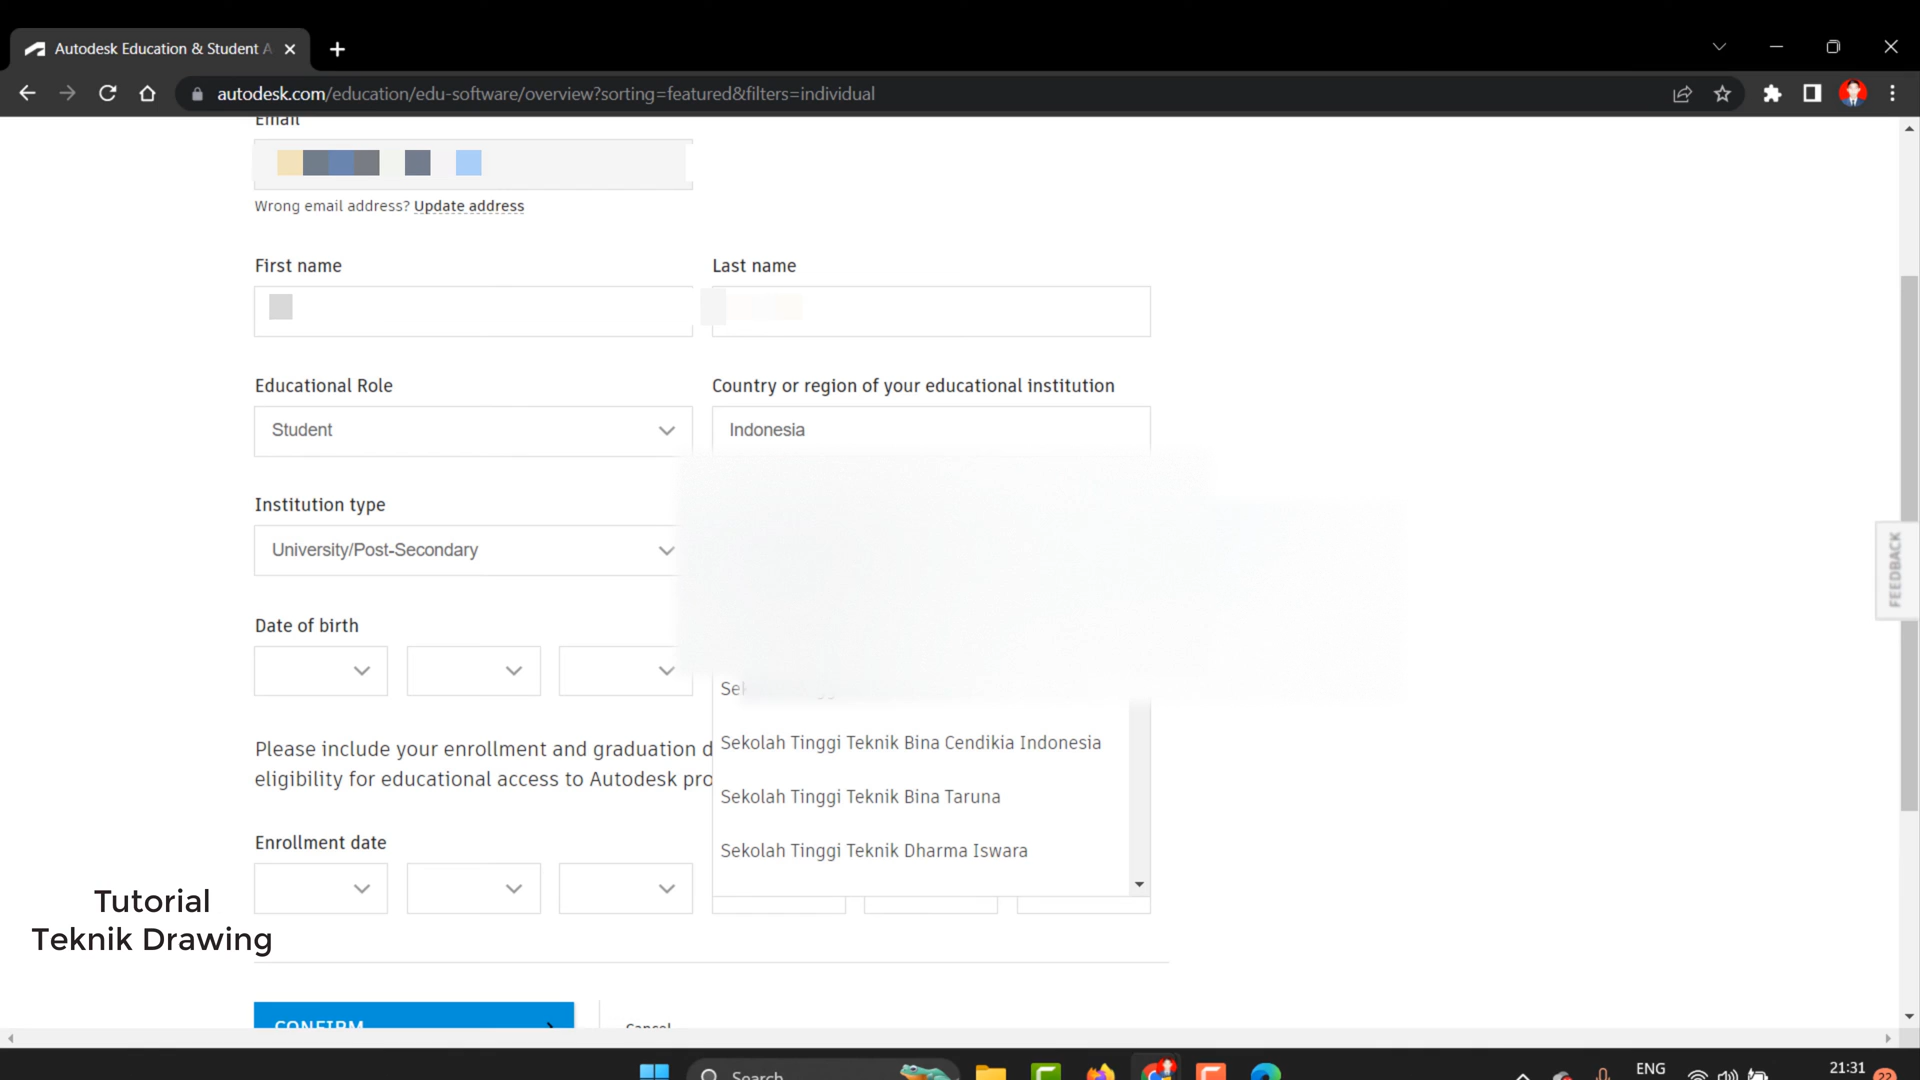 Autodesk Education & Student A
autodesk.com/education/edu-software/overview?sorting=featured&filters=individual
Email
Wrong email address? Update address
First name
Last name
Educational Role
Country or region of your educational institution
Student
Indonesia
Institution type
University/Post-Secondary
FEEDBACK
Date of birth
Sekolah Tinggi Teknik Bina Cendikia Indonesia
Please include your enrollment and graduation d
eligibility for educational access to Autodesk pro
Sekolah Tinggi Teknik Bina Taruna
Enrollment date
Sekolah Tinggi Teknik Dharma Iswara
Tutorial
Teknik Drawing
CONFIRM
Cancel
Search
ENG
21:31
22